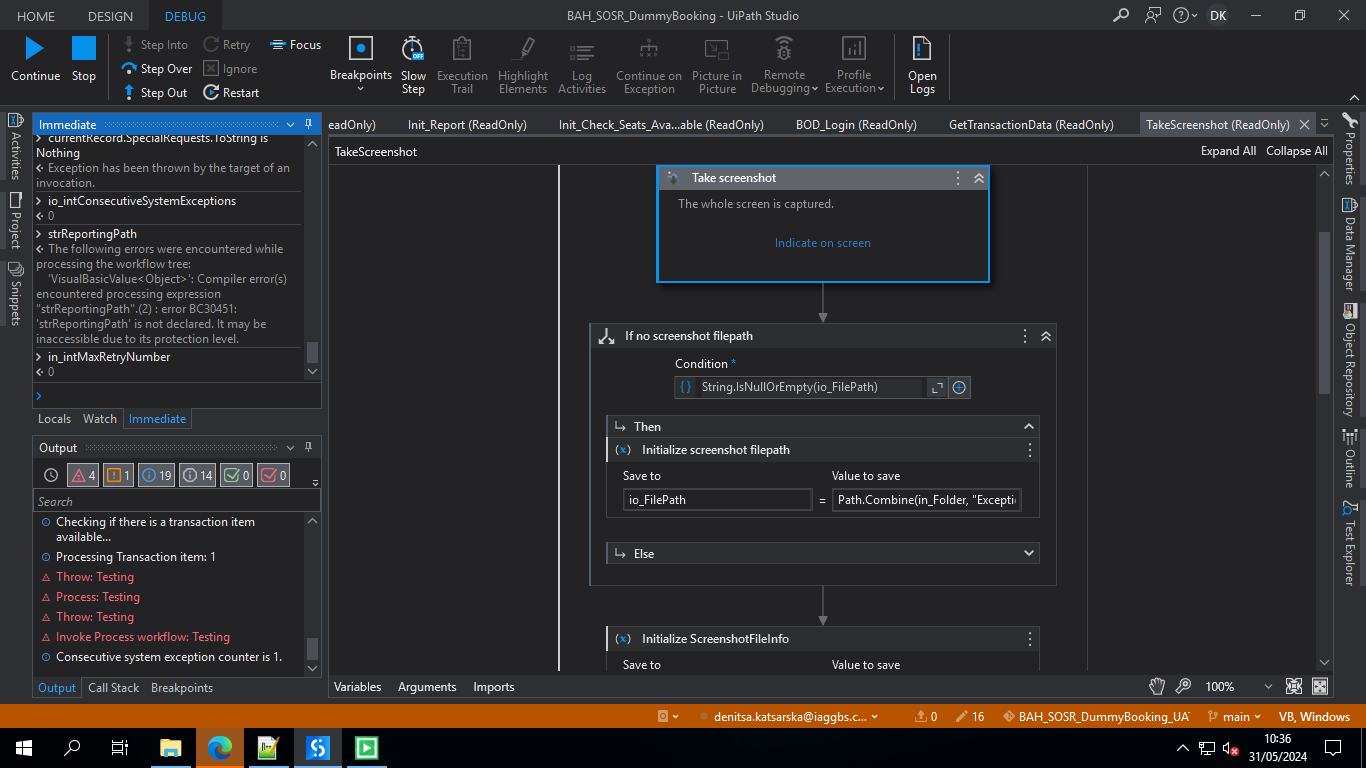 HOME
DESIGN
DEBUG
BAH_SOSR_DummyBooking - UiPath Studio
DK
Continue
Stop
Step Into
Step Over
Step Out
Retry
Ignore
Restart
Focus
Breakpoints
Slow
Step
OFF
Execution
Trail
Highlight
Elements
Log
Activities
Continue on
Exception
Picture in
Picture
Remote
Debugging
Profile
Execution
Open
Logs
Activities
Project
Snippets
Immediate
currentRecord.SpecialRequests.ToString is
Nothing
Exception has been thrown by the target of an
invocation.
io_intConsecutiveSystemExceptions
0
strReportingPath
The following errors were encountered while
processing the workflow tree:
'VisualBasicValue<Object>': Compiler error(s)
encountered processing expression
"strReportingPath".(2) : error BC30451:
'strReportingPath' is not declared. It may be
inaccessible due to its protection level.
in_intMaxRetryNumber
0
Locals
Watch
Immediate
Output
4
1
19
14
0
0
Search
Checking if there is a transaction item
available...
Processing Transaction item: 1
Throw: Testing
Process: Testing
Throw: Testing
Invoke Process workflow: Testing
Consecutive system exception counter is 1.
Output
Call Stack
Breakpoints
eadOnly)
Init_Report (ReadOnly)
Init_Check_Seats_Ava...able (ReadOnly)
BOD_Login (ReadOnly)
GetTransactionData (ReadOnly)
TakeScreenshot (ReadOnly)
TakeScreenshot
Expand All
Collapse All
Take screenshot
The whole screen is captured.
Indicate on screen
If no screenshot filepath
Condition *
String.IsNullOrEmpty(io_FilePath)
Then
Initialize screenshot filepath
Save to
Value to save
io_FilePath
=
Path.Combine(in_Folder, "Exceptio
Else
Initialize ScreenshotFileInfo
Save to
Value to save
Variables
Arguments
Imports
100%
Properties
Data Manager
Object Repository
Outline
Test Explorer
denitsa.katsarska@iaggbs.c...
0
16
BAH_SOSR_DummyBooking_UAT
main
VB, Windows
10:36
31/05/2024